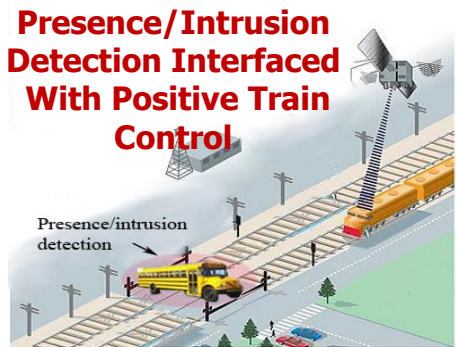 Presence/Intrusion
Detection Interfaced
With Positive Train
Control
Presence/intrusion
detection